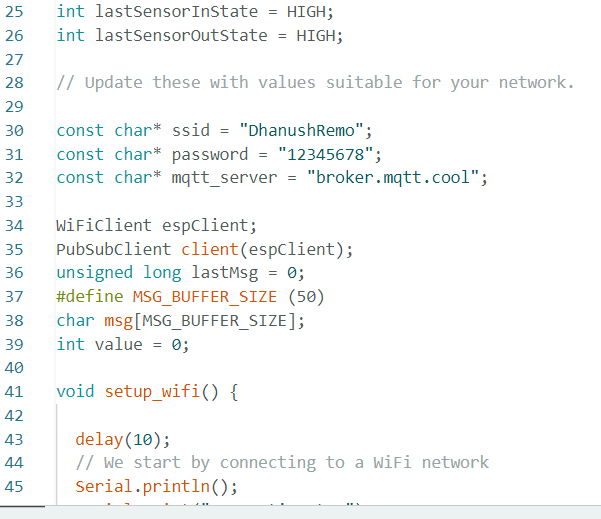 25 int lastSensorInState = HIGH;
26 int lastSensorOutState = HIGH;
27
28 // Update these with values suitable for your network.
29
30 const char* ssid = "DhanushRemo";
31 const char* password = "12345678";
32 const char* mqtt_server = "broker.mqtt.cool";
33
34 WiFiClient espClient;
35 PubSubClient client(espClient);
36 unsigned long lastMsg = 0;
37 #define MSG_BUFFER_SIZE (50)
38 char msg[MSG_BUFFER_SIZE];
39 int value = 0;
40
41 void setup_wifi() {
42
43 delay(10);
44 // We start by connecting to a WiFi network
45 Serial.println();